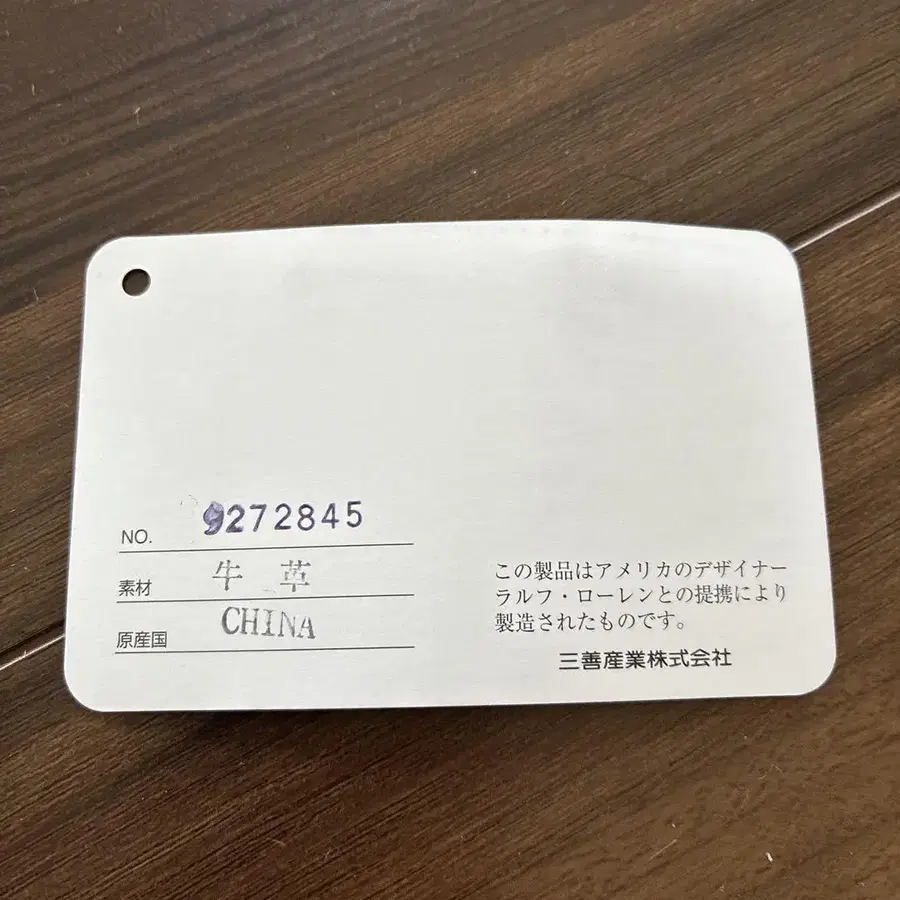 NO. 9272845
素材 牛 革
原産国 CHINA
この製品はアメリカのデザイナー
ラルフ・ローレンとの提携により
製造されたものです。
三善産業株式会社